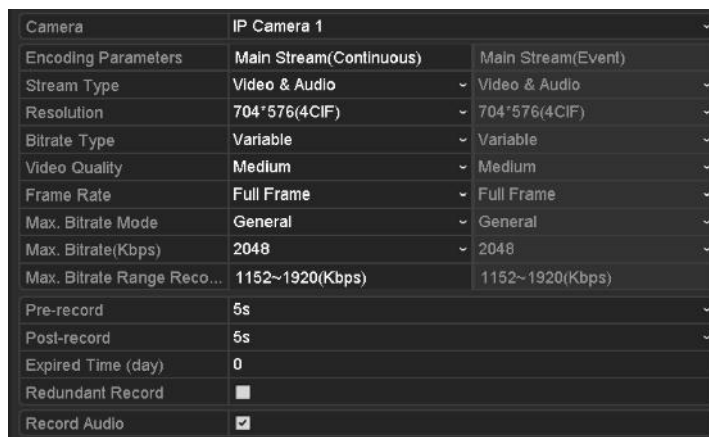 Camera IP Camera 1
Encoding Parameters Main Stream(Continuous) Main Stream(Event)
Stream Type Video & Audio Video & Audio
Resolution 704*576(4CIF) 704*576(4CIF)
Bitrate Type Variable Variable
Video Quality Medium Medium
Frame Rate Full Frame Full Frame
Max. Bitrate Mode General General
Max. Bitrate(Kbps) 2048 2048
Max. Bitrate Range Reco... 1152~1920(Kbps) 1152~1920(Kbps)
Pre-record 5s
Post-record 5s
Expired Time (day) 0
Redundant Record
Record Audio